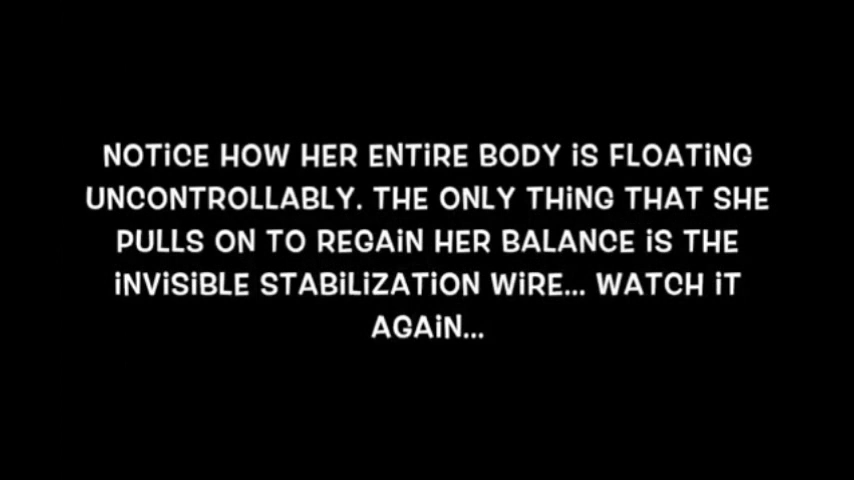 NOTiCE HOW HER ENTiRE BODY iS FLOATiNG
UNCONTROLLABLY. THE ONLY THiNG THAT SHE
PULLS ON TO REGAiN HER BALANCE iS THE
iNViSiBLE STABiLiZATiON WiRE... WATCH iT
AGAiN...